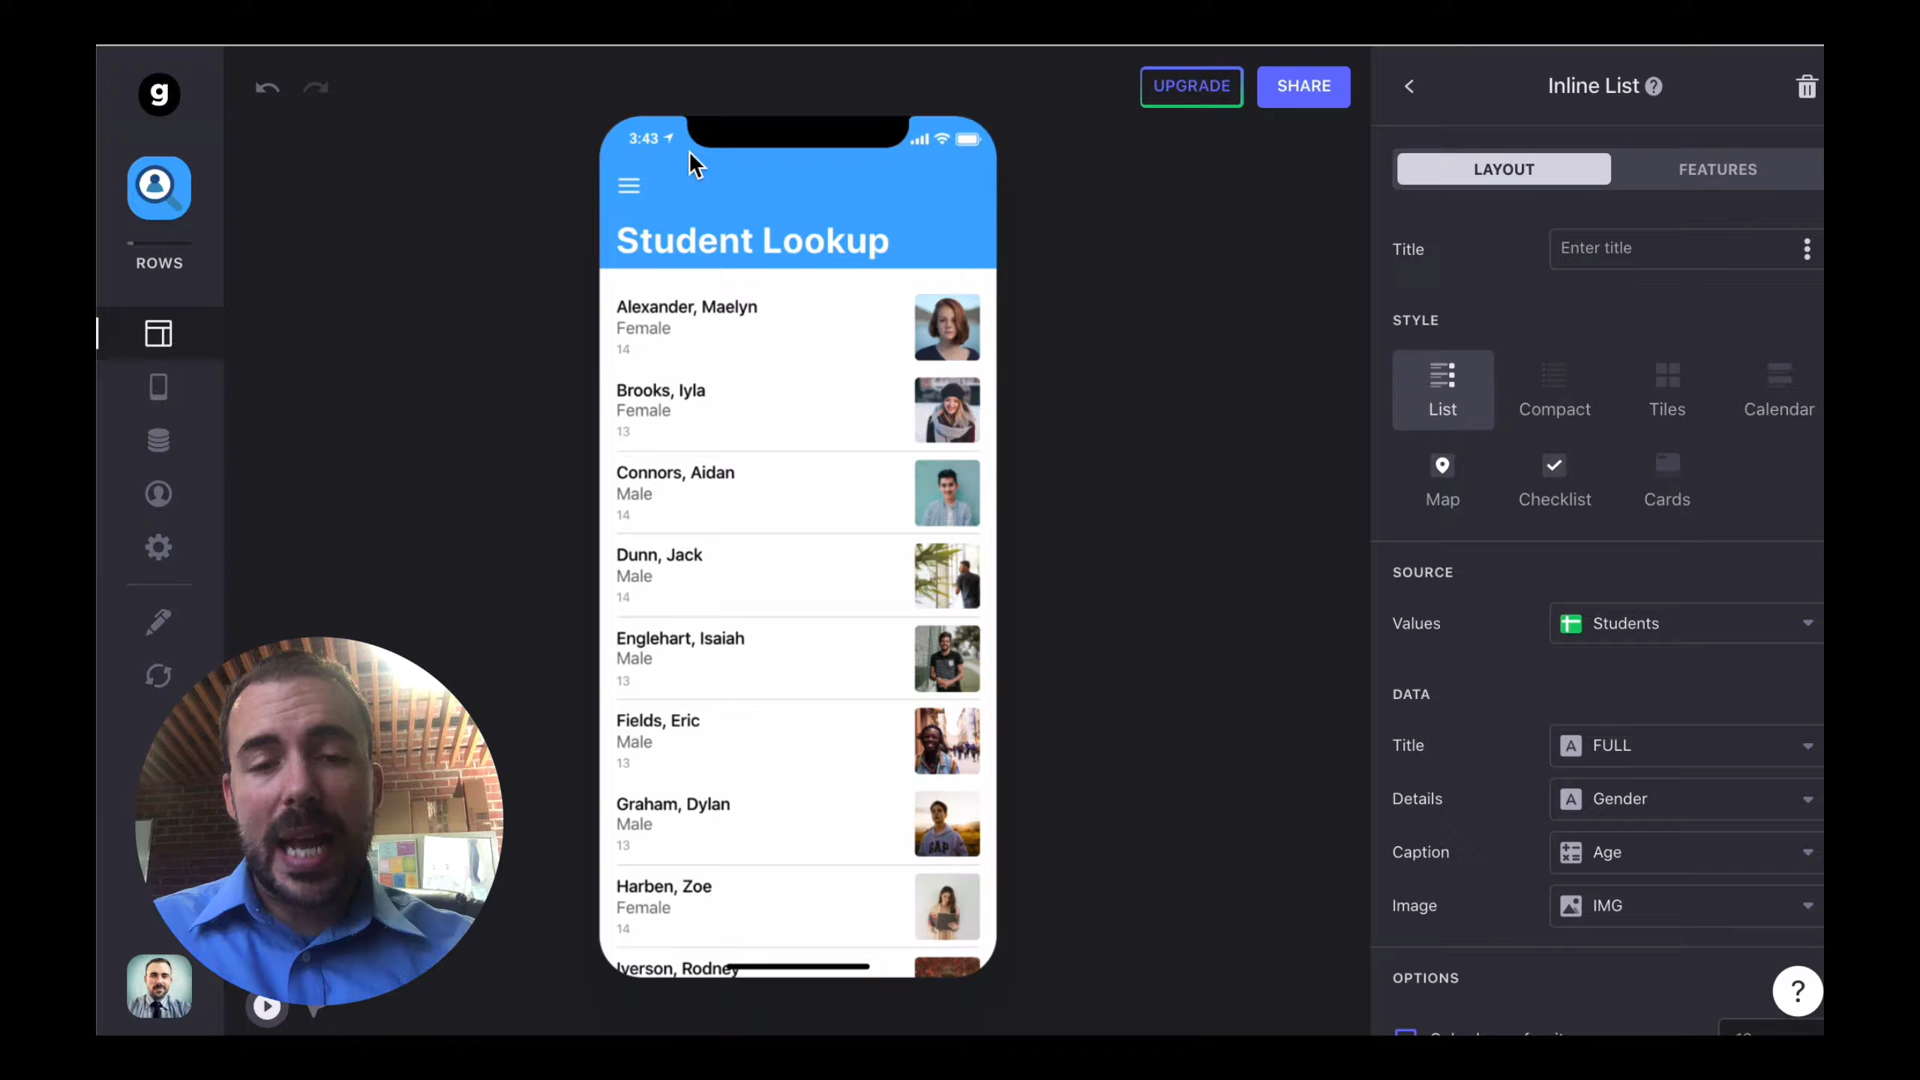 g
ROWS
UPGRADE
SHARE
3:43
Student Lookup
Alexander, Maelyn
Female
14
Brooks, Iyla
Female
13
Connors, Aidan
Male
14
Dunn, Jack
Male
14
Englehart, Isaiah
Male
13
Fields, Eric
Male
13
Graham, Dylan
Male
13
GAP
Harben, Zoe
Female
14
Iverson, Rodney
Inline List ?
LAYOUT
FEATURES
Title
Enter title
STYLE
List
Compact
Tiles
Calendar
Map
Checklist
Cards
SOURCE
Values
Students
DATA
Title
A FULL
Details
A Gender
Caption
Age
Image
IMG
OPTIONS
?